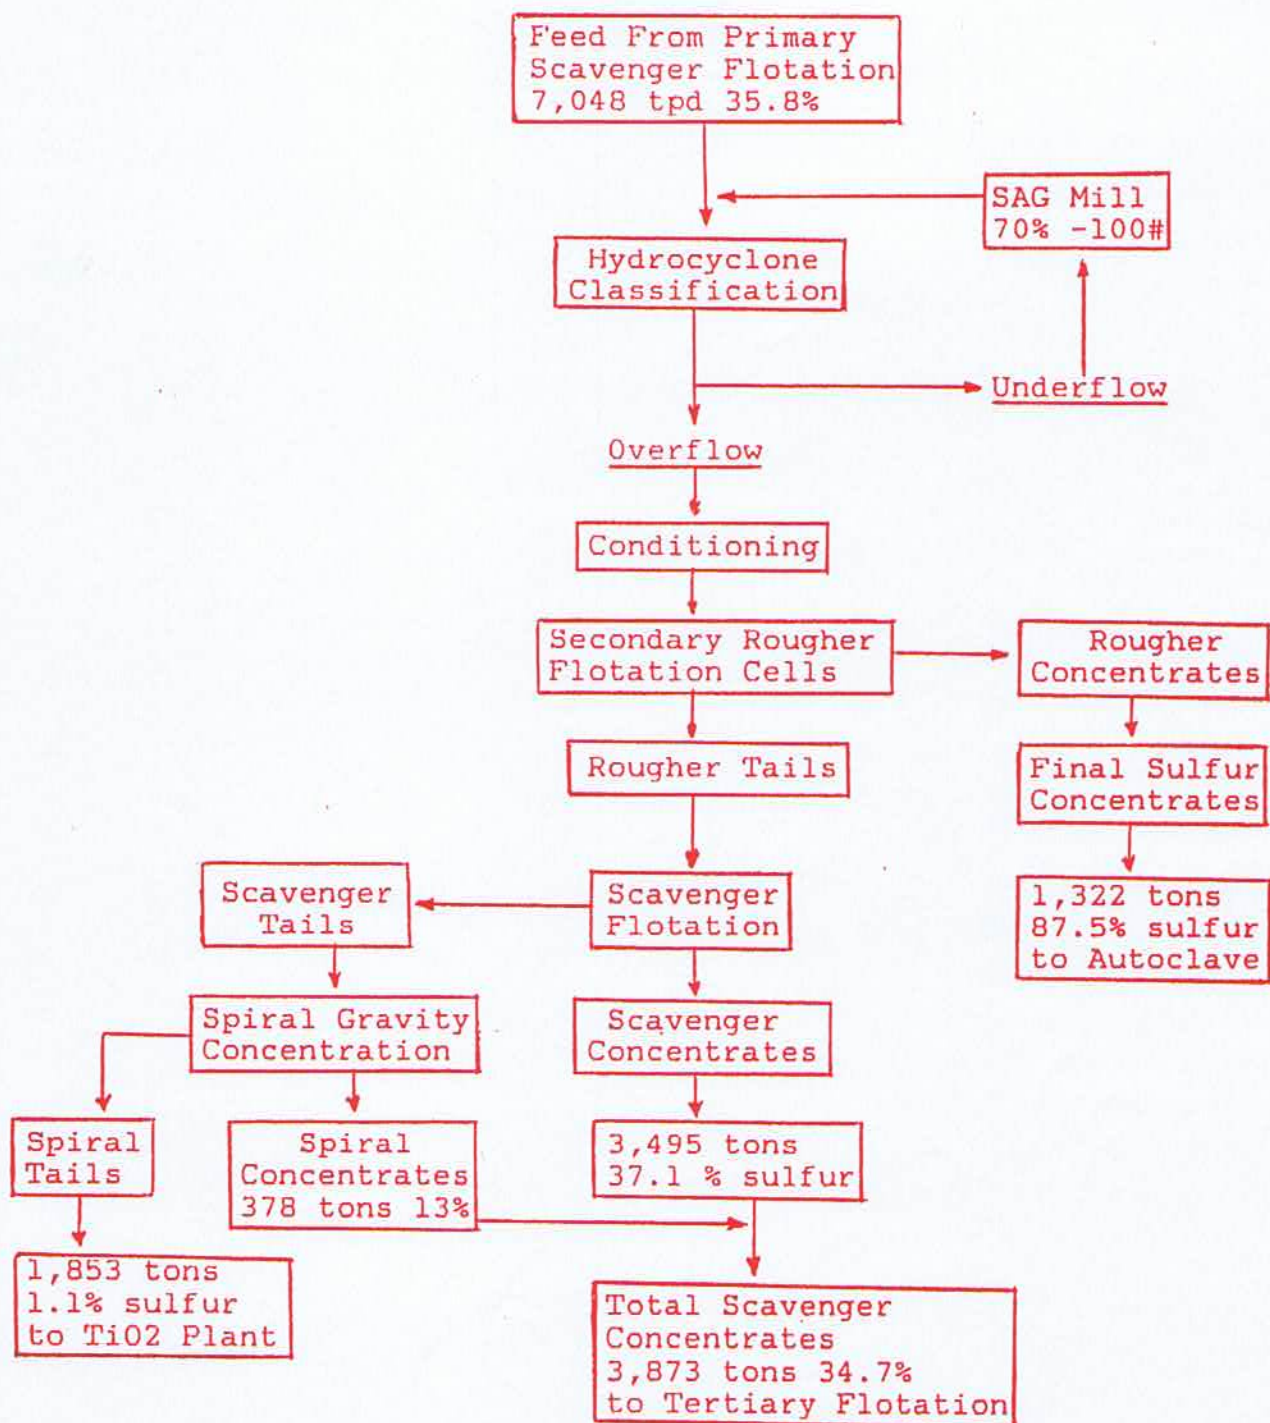 Feed From Primary
Scavenger Flotation
7,048 tpd 35.8%
SAG Mill
70% -100#
Hydrocyclone
Classification
Underflow
Overflow
Conditioning
Secondary Rougher
Flotation Cells
Rougher
Concentrates
Rougher Tails
Final Sulfur
Concentrates
Scavenger
Tails
Scavenger
Flotation
1,322 tons
87.5% sulfur
to Autoclave
Spiral Gravity
Concentration
Scavenger
Concentrates
Spiral
Tails
Spiral
Concentrates
378 tons 13%
3,495 tons
37.1 % sulfur
1,853 tons
1.1% sulfur
to TiO2 Plant
Total Scavenger
Concentrates
3,873 tons 34.7%
to Tertiary Flotation